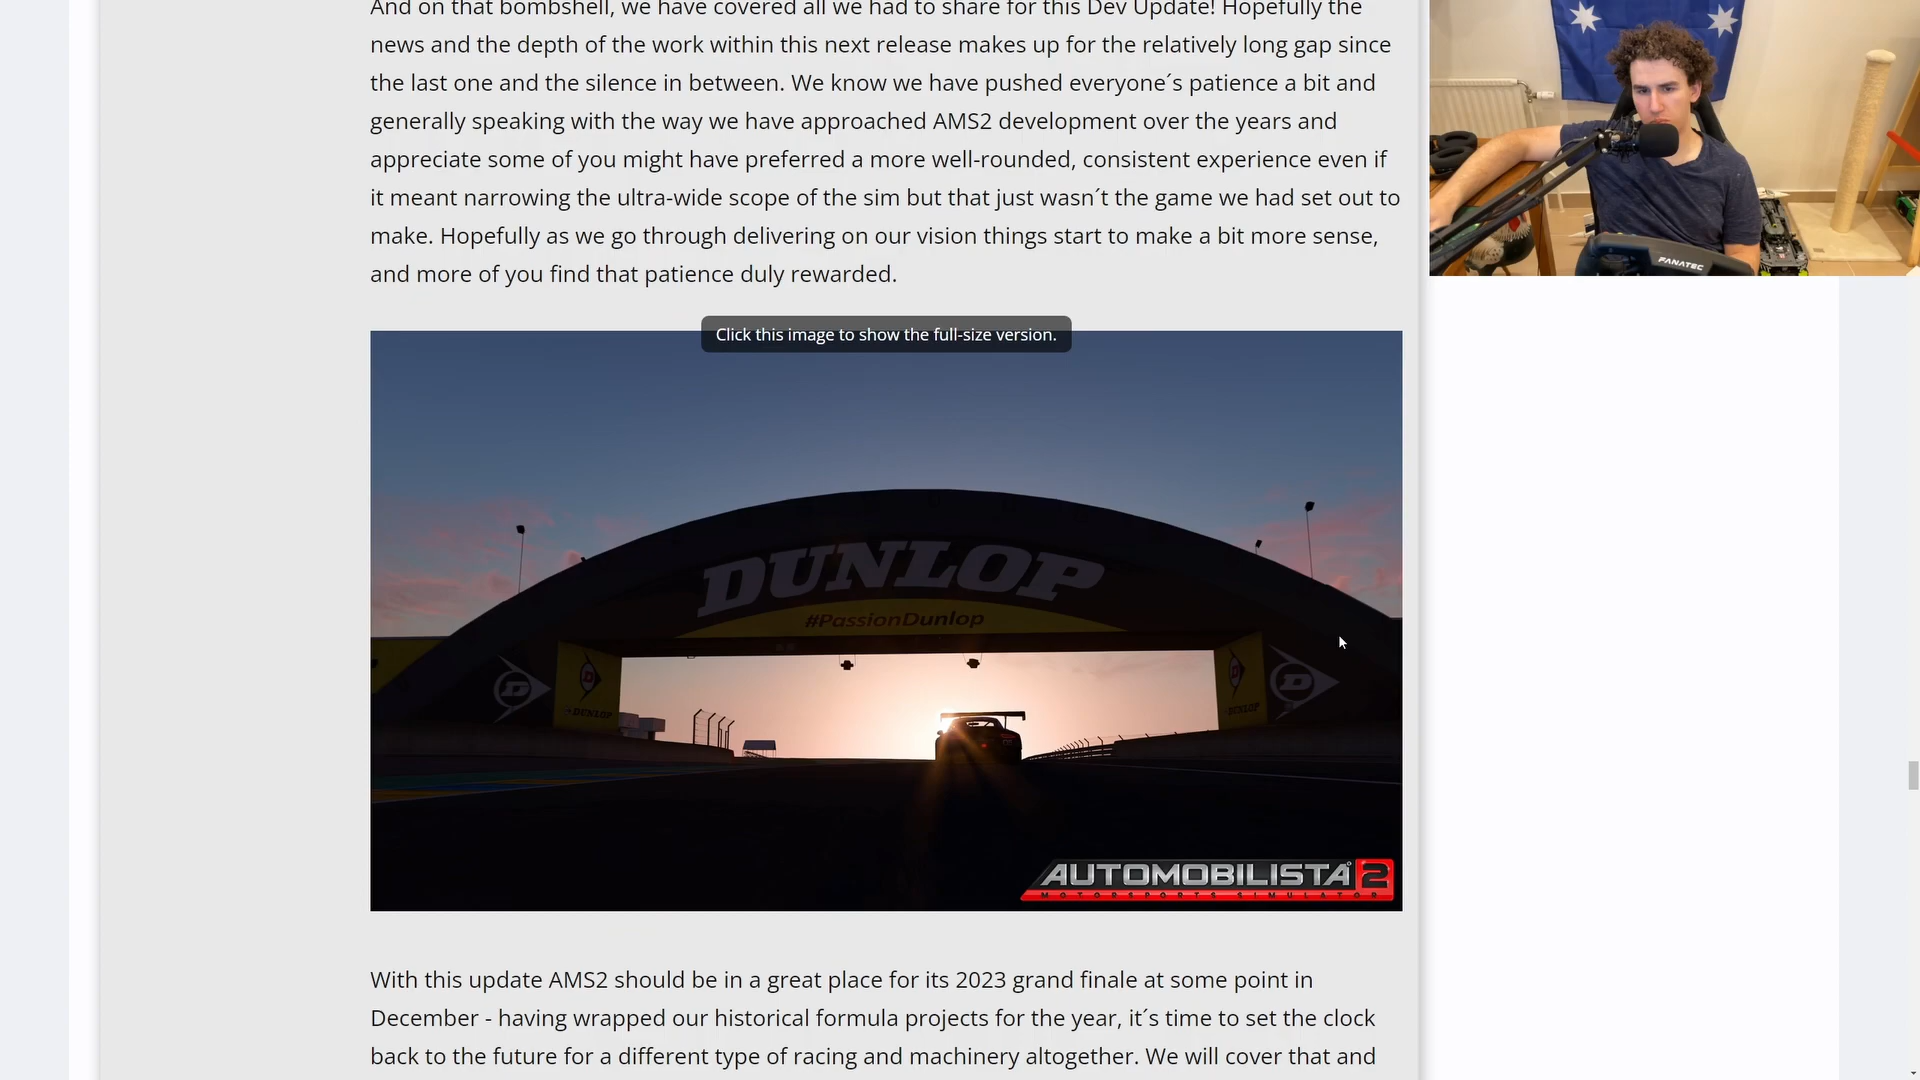 And on that bombshell, we have covered all we had to share for this Dev Update! Hopefully the
news and the depth of the work within this next release makes up for the relatively long gap since
the last one and the silence in between. We know we have pushed everyone´s patience a bit and
generally speaking with the way we have approached AMS2 development over the years and
appreciate some of you might have preferred a more well-rounded, consistent experience even if
it meant narrowing the ultra-wide scope of the sim but that just wasn´t the game we had set out to
make. Hopefully as we go through delivering on our vision things start to make a bit more sense,
and more of you find that patience duly rewarded.
FANATEC
Click this image to show the full-size version.
DUNLOP
#PassionDunlop
D
D
D
D
DUNLOP
DUNLOP
AUTOMOBILISTA 2
MOTORSPORTS SIMULATOR
With this update AMS2 should be in a great place for its 2023 grand finale at some point in
December - having wrapped our historical formula projects for the year, it´s time to set the clock
back to the future for a different type of racing and machinery altogether. We will cover that and